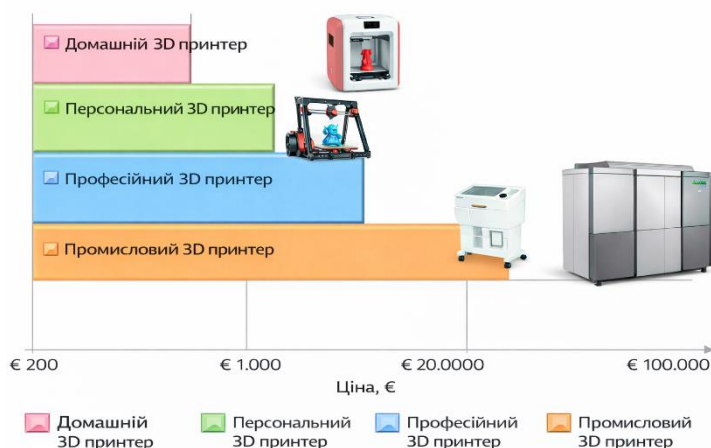 Домашній 3D принтер
Персональний 3D принтер
Професійний 3D принтер
Промисловий 3D принтер
€ 200
€ 1.000
€ 20.0000
€ 100.000
Ціна, €
Домашній
3D принтер
Персональний
3D принтер
Професійний
3D принтер
Промисловий
3D принтер